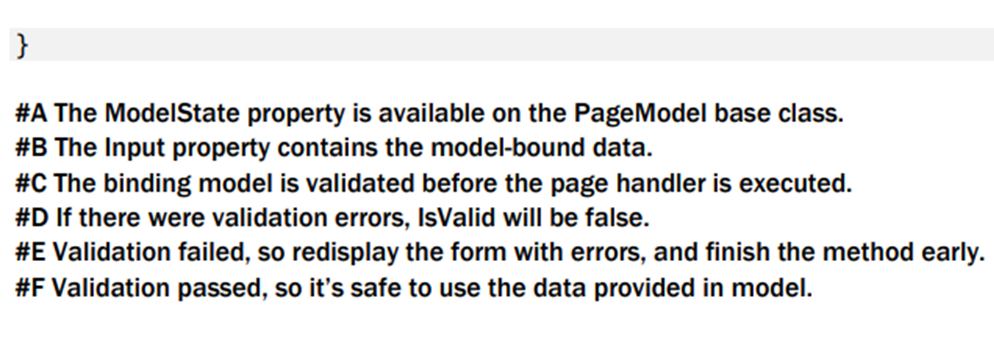 }
#A The ModelState property is available on the PageModel base class.
#B The Input property contains the model-bound data.
#C The binding model is validated before the page handler is executed.
#D If there were validation errors, IsValid will be false.
#E Validation failed, so redisplay the form with errors, and finish the method early.
#F Validation passed, so it’s safe to use the data provided in model.